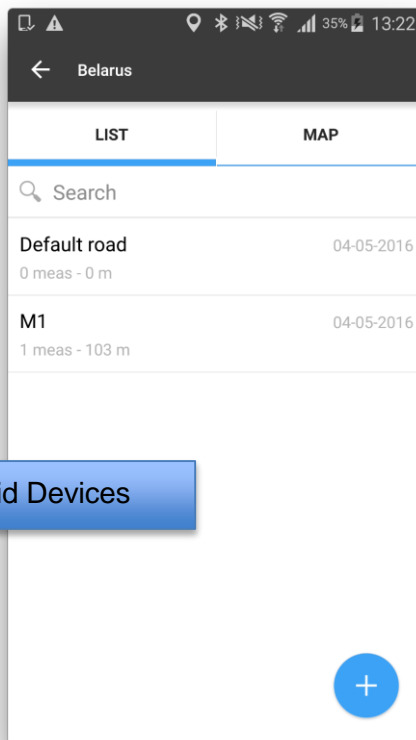 35% 13:22
Belarus
LIST MAP
Search
Default road 04-05-2016
0 meas - 0 m
M1 04-05-2016
1 meas - 103 m
id Devices